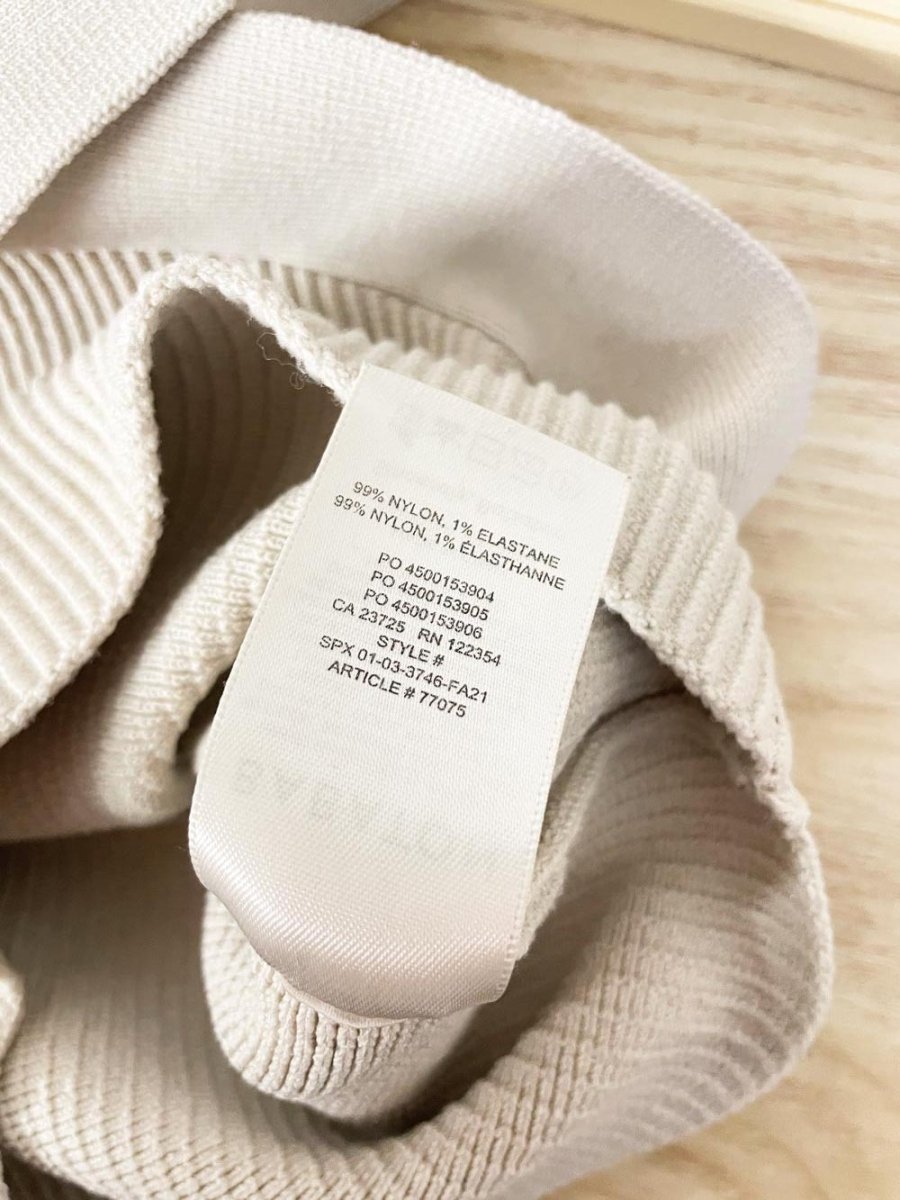 99% NYLON, 1% ELASTANE
99% NYLON, 1% ÉLASTHANNE
PO 4500153904
PO 4500153905
PO 4500153906
CA 23725 RN 122354
STYLE #
SPX 01-03-3746-FA21
ARTICLE # 77075